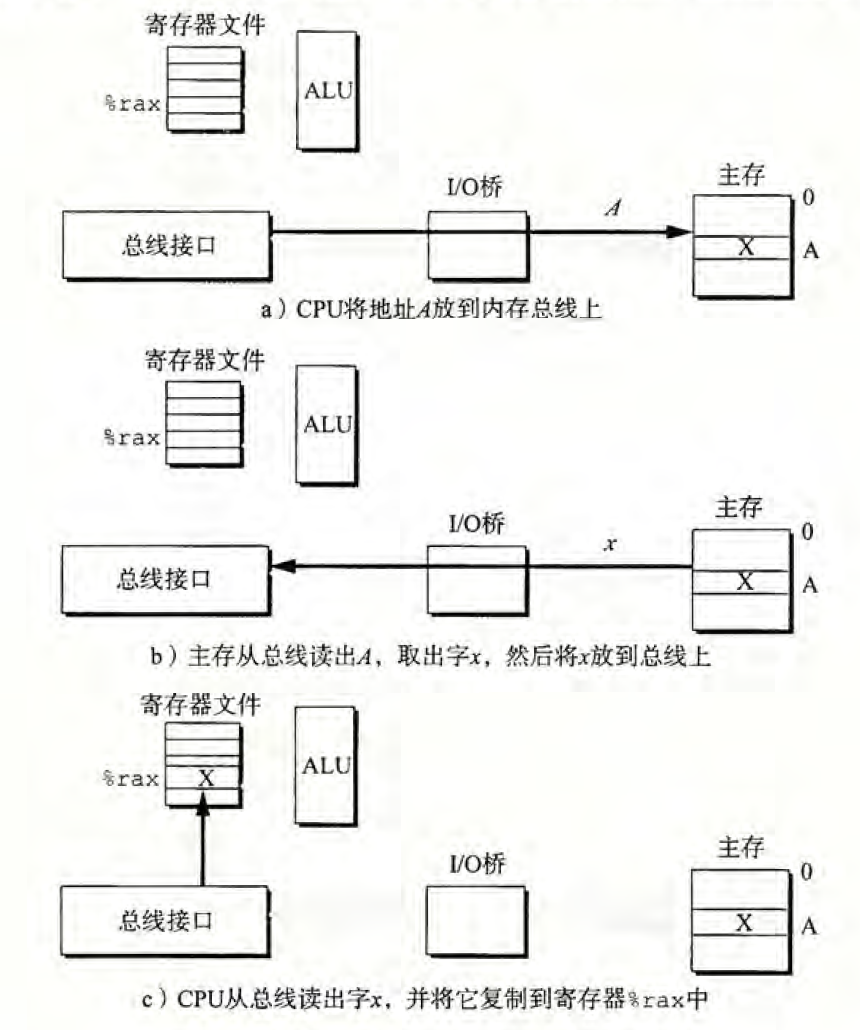 寄存器文件
ALU
%rax
I/O桥
主存
0
A
总线接口
X
A
a）CPU将地址A放到内存总线上
寄存器文件
ALU
%rax
I/O桥
主存
0
x
总线接口
X
A
b）主存从总线读出A，取出字x，然后将x放到总线上
寄存器文件
ALU
%rax
X
I/O桥
主存
0
总线接口
X
A
c）CPU从总线读出字x，并将它复制到寄存器%rax中